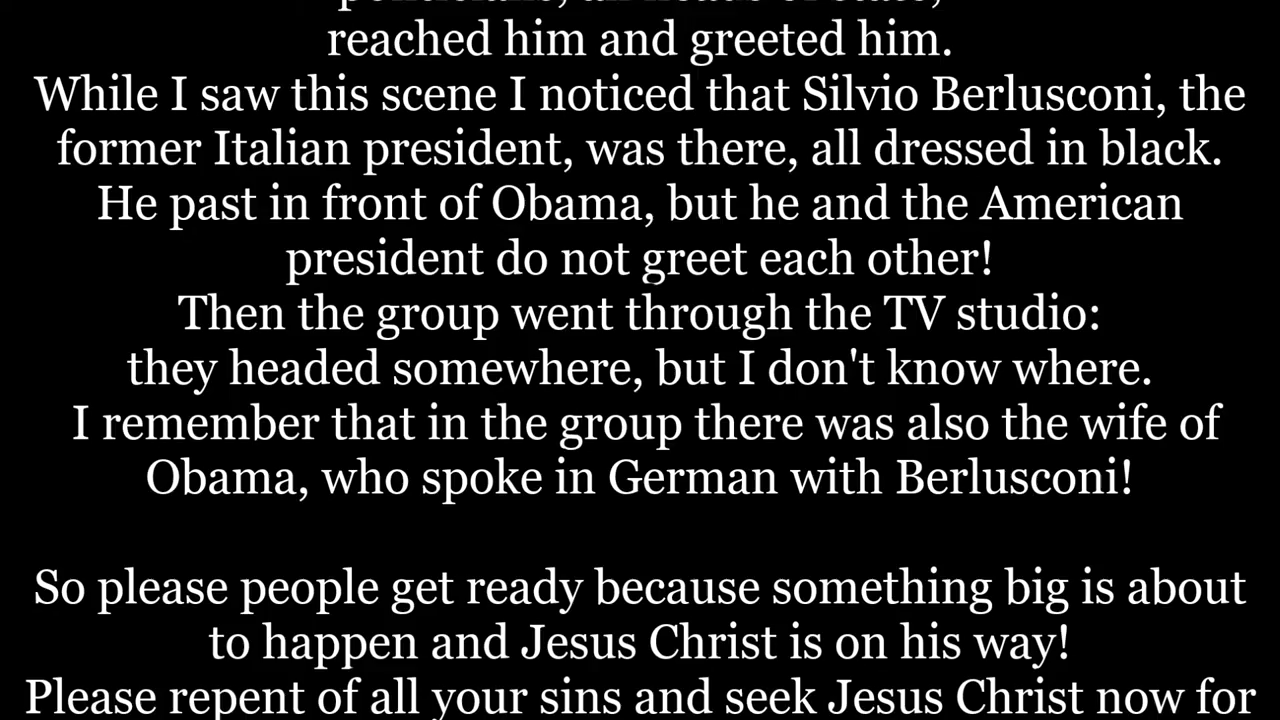 reached him and greeted him.
While I saw this scene I noticed that Silvio Berlusconi, the
former Italian president, was there, all dressed in black.
He past in front of Obama, but he and the American
president do not greet each other!
Then the group went through the TV studio:
they headed somewhere, but I don't know where.
I remember that in the group there was also the wife of
Obama, who spoke in German with Berlusconi!
So please people get ready because something big is about
to happen and Jesus Christ is on his way!
Please repent of all your sins and seek Jesus Christ now for